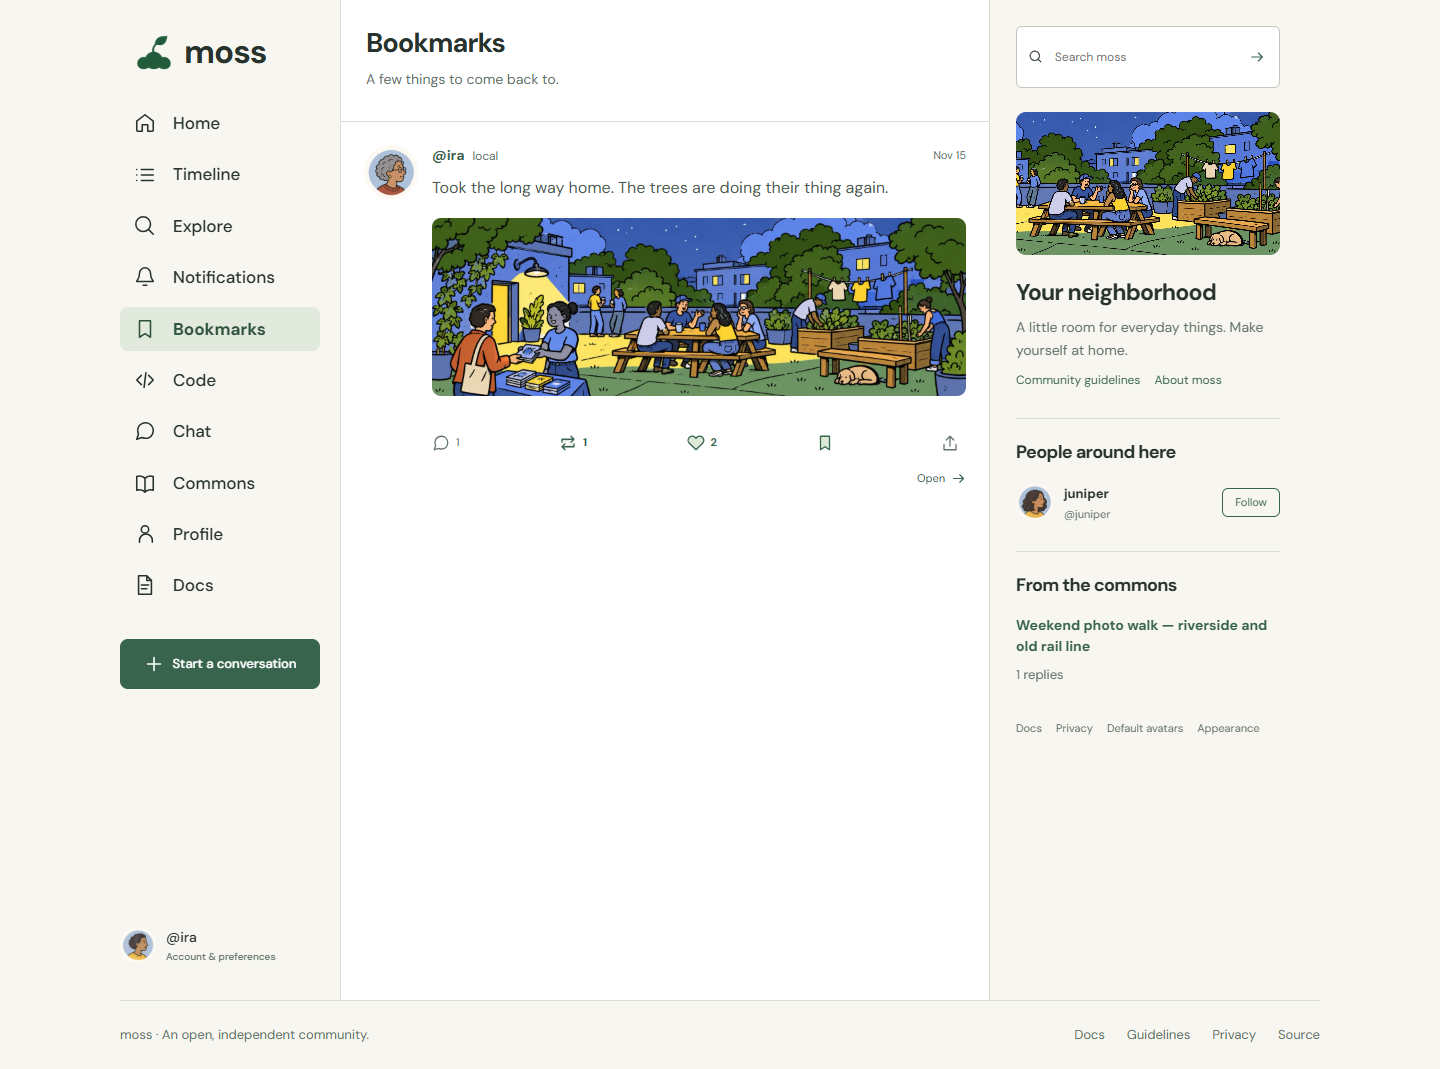 moss
Home
Timeline
Explore
Notifications
Bookmarks
Code
Chat
Commons
Profile
Docs
Start a conversation
@ira
Account & preferences
Bookmarks
A few things to come back to.
@ira local Nov 15
Took the long way home. The trees are doing their thing again.
1 1 2
Open
Search moss
Your neighborhood
A little room for everyday things. Make
yourself at home.
Community guidelines About moss
People around here
juniper
@juniper
Follow
From the commons
Weekend photo walk — riverside and
old rail line
1 replies
Docs Privacy Default avatars Appearance
moss · An open, independent community.
Docs Guidelines Privacy Source